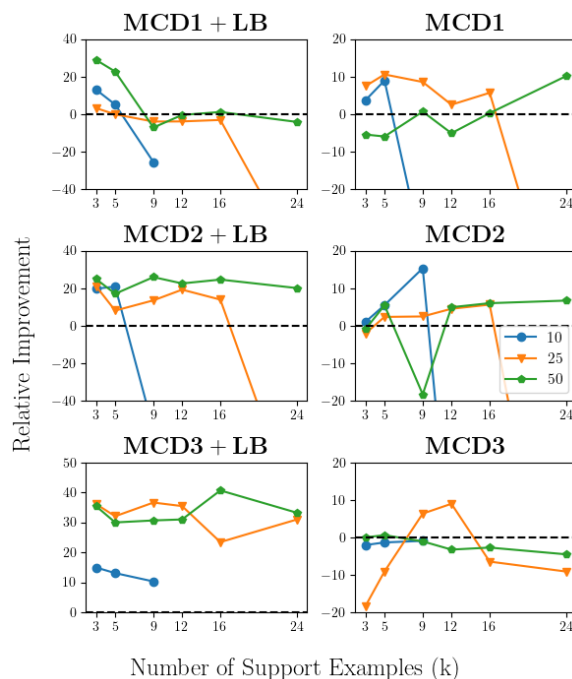 MCD1 + LB
MCD1
40
20
0
−20
−40
3 5 9 12 16 24
20
10
0
−10
−20
3 5 9 12 16 24
MCD2 + LB
MCD2
40
20
0
−20
−40
3 5 9 12 16 24
20
10
0
−10
−20
3 5 9 12 16 24
10
25
50
MCD3 + LB
MCD3
50
40
30
20
10
0
3 5 9 12 16 24
20
10
0
−10
−20
3 5 9 12 16 24
Relative Improvement
Number of Support Examples (k)